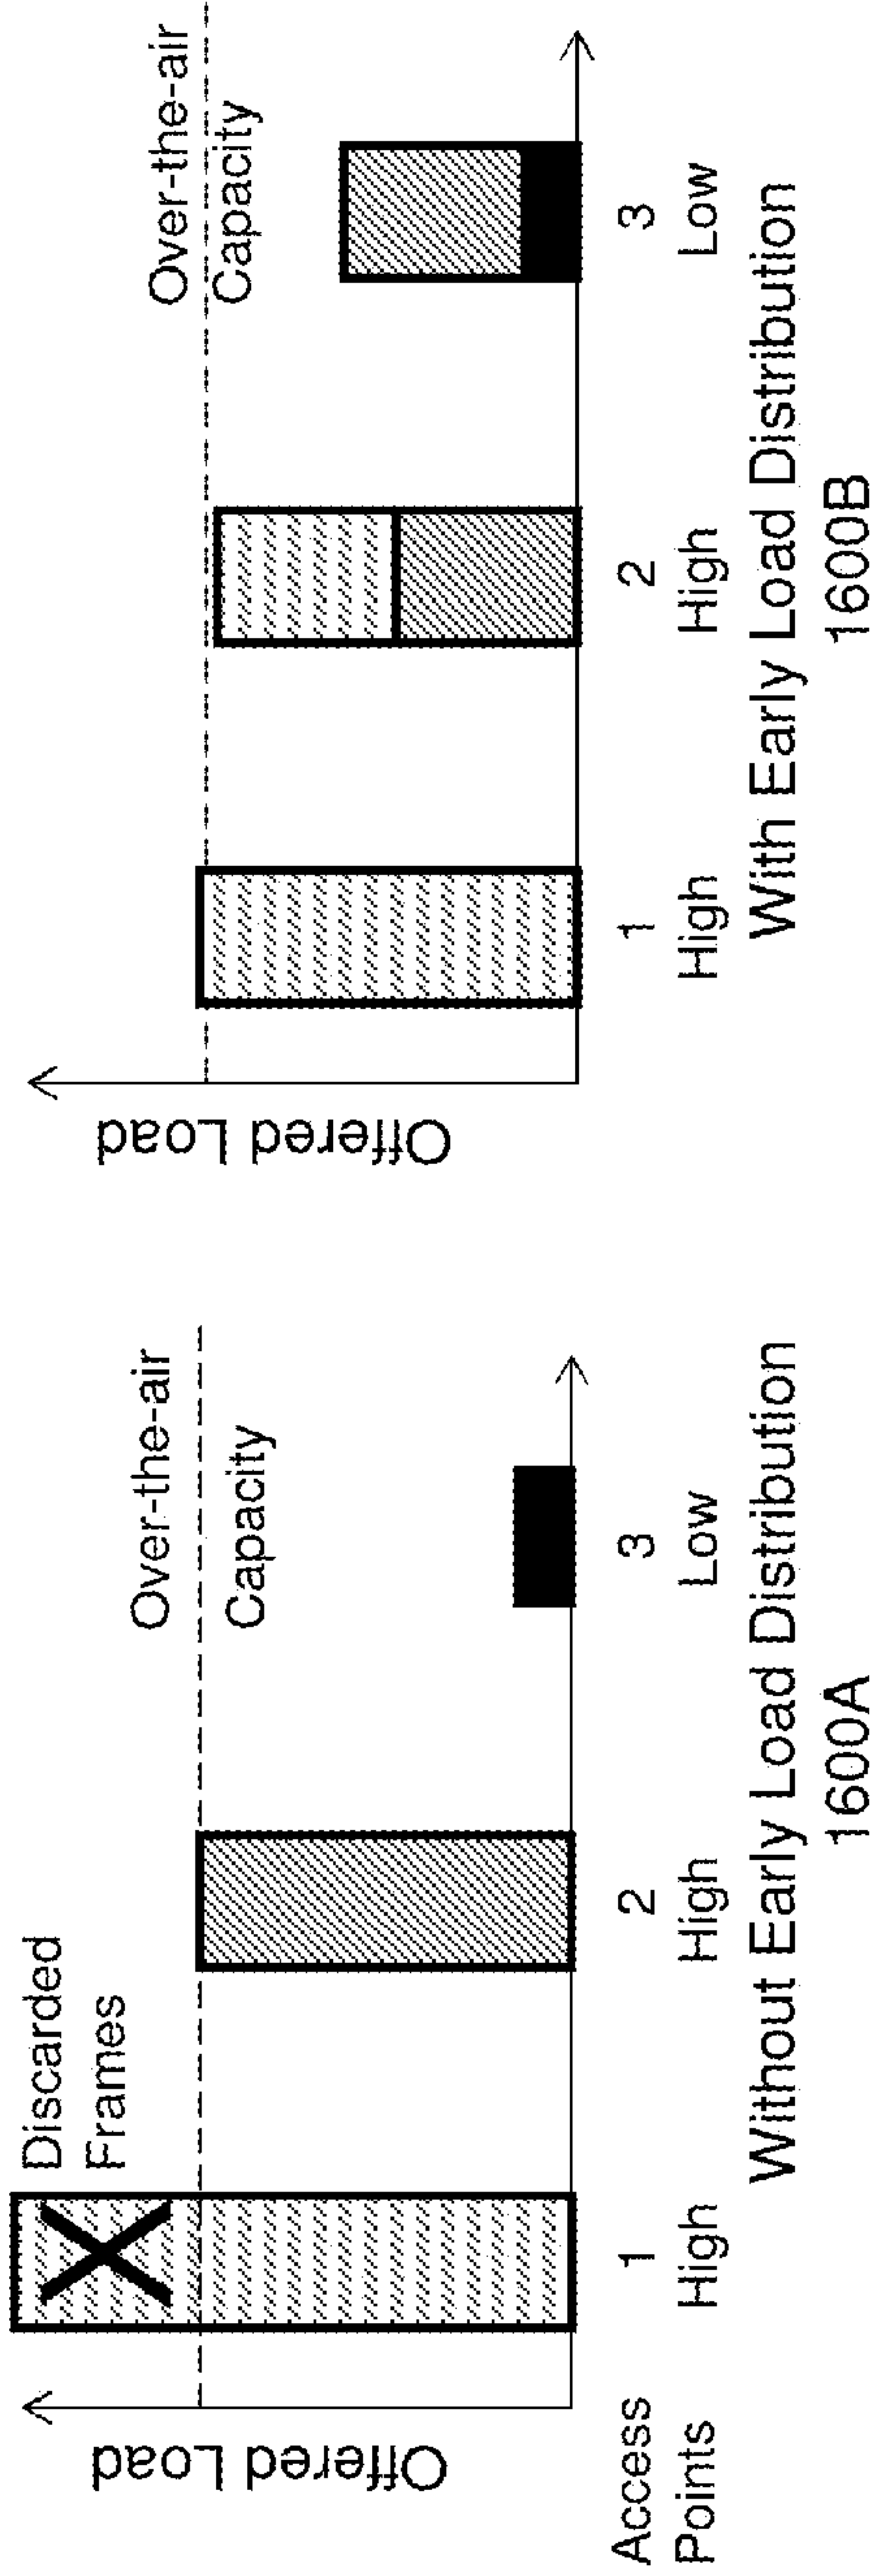 Offered Load
Discarded
Frames
Over-the-air
Capacity
Access
Points
1
High
2
High
3
Low
Without Early Load Distribution
1600A
Offered Load
Over-the-air
Capacity
1
High
2
High
3
Low
With Early Load Distribution
1600B